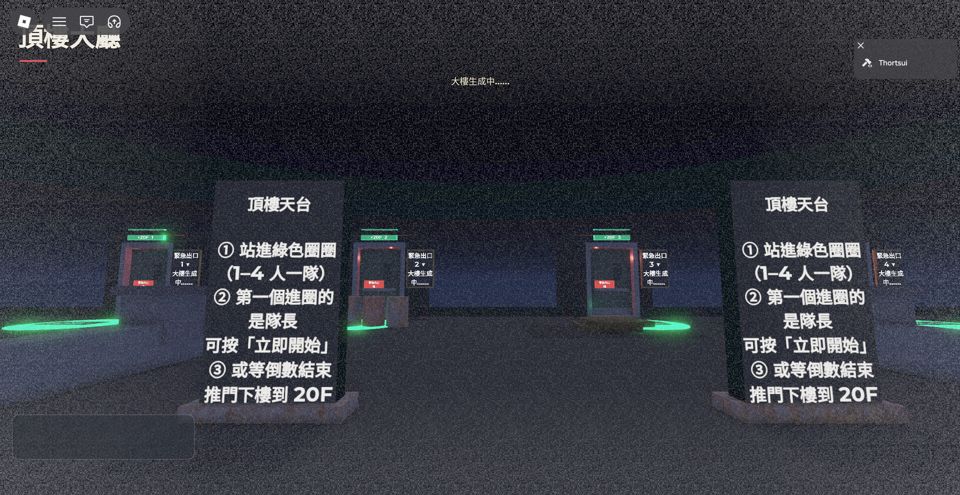 頂樓大廳
Thortsui
大樓生成中......
頂樓天台
① 站進綠色圈圈
（1–4 人一隊）
② 第一個進圈的
是隊長
可按「立即開始」
③ 或等倒數結束
推門下樓到 20F
頂樓天台
① 站進綠色圈圈
（1–4 人一隊）
② 第一個進圈的
是隊長
可按「立即開始」
③ 或等倒數結束
推門下樓到 20F
緊急出口
1 ▼
大樓生成
中......
緊急出口
2 ▼
大樓生成
中......
緊急出口
3 ▼
大樓生成
中......
緊急出口
4 ▼
大樓生成
中......